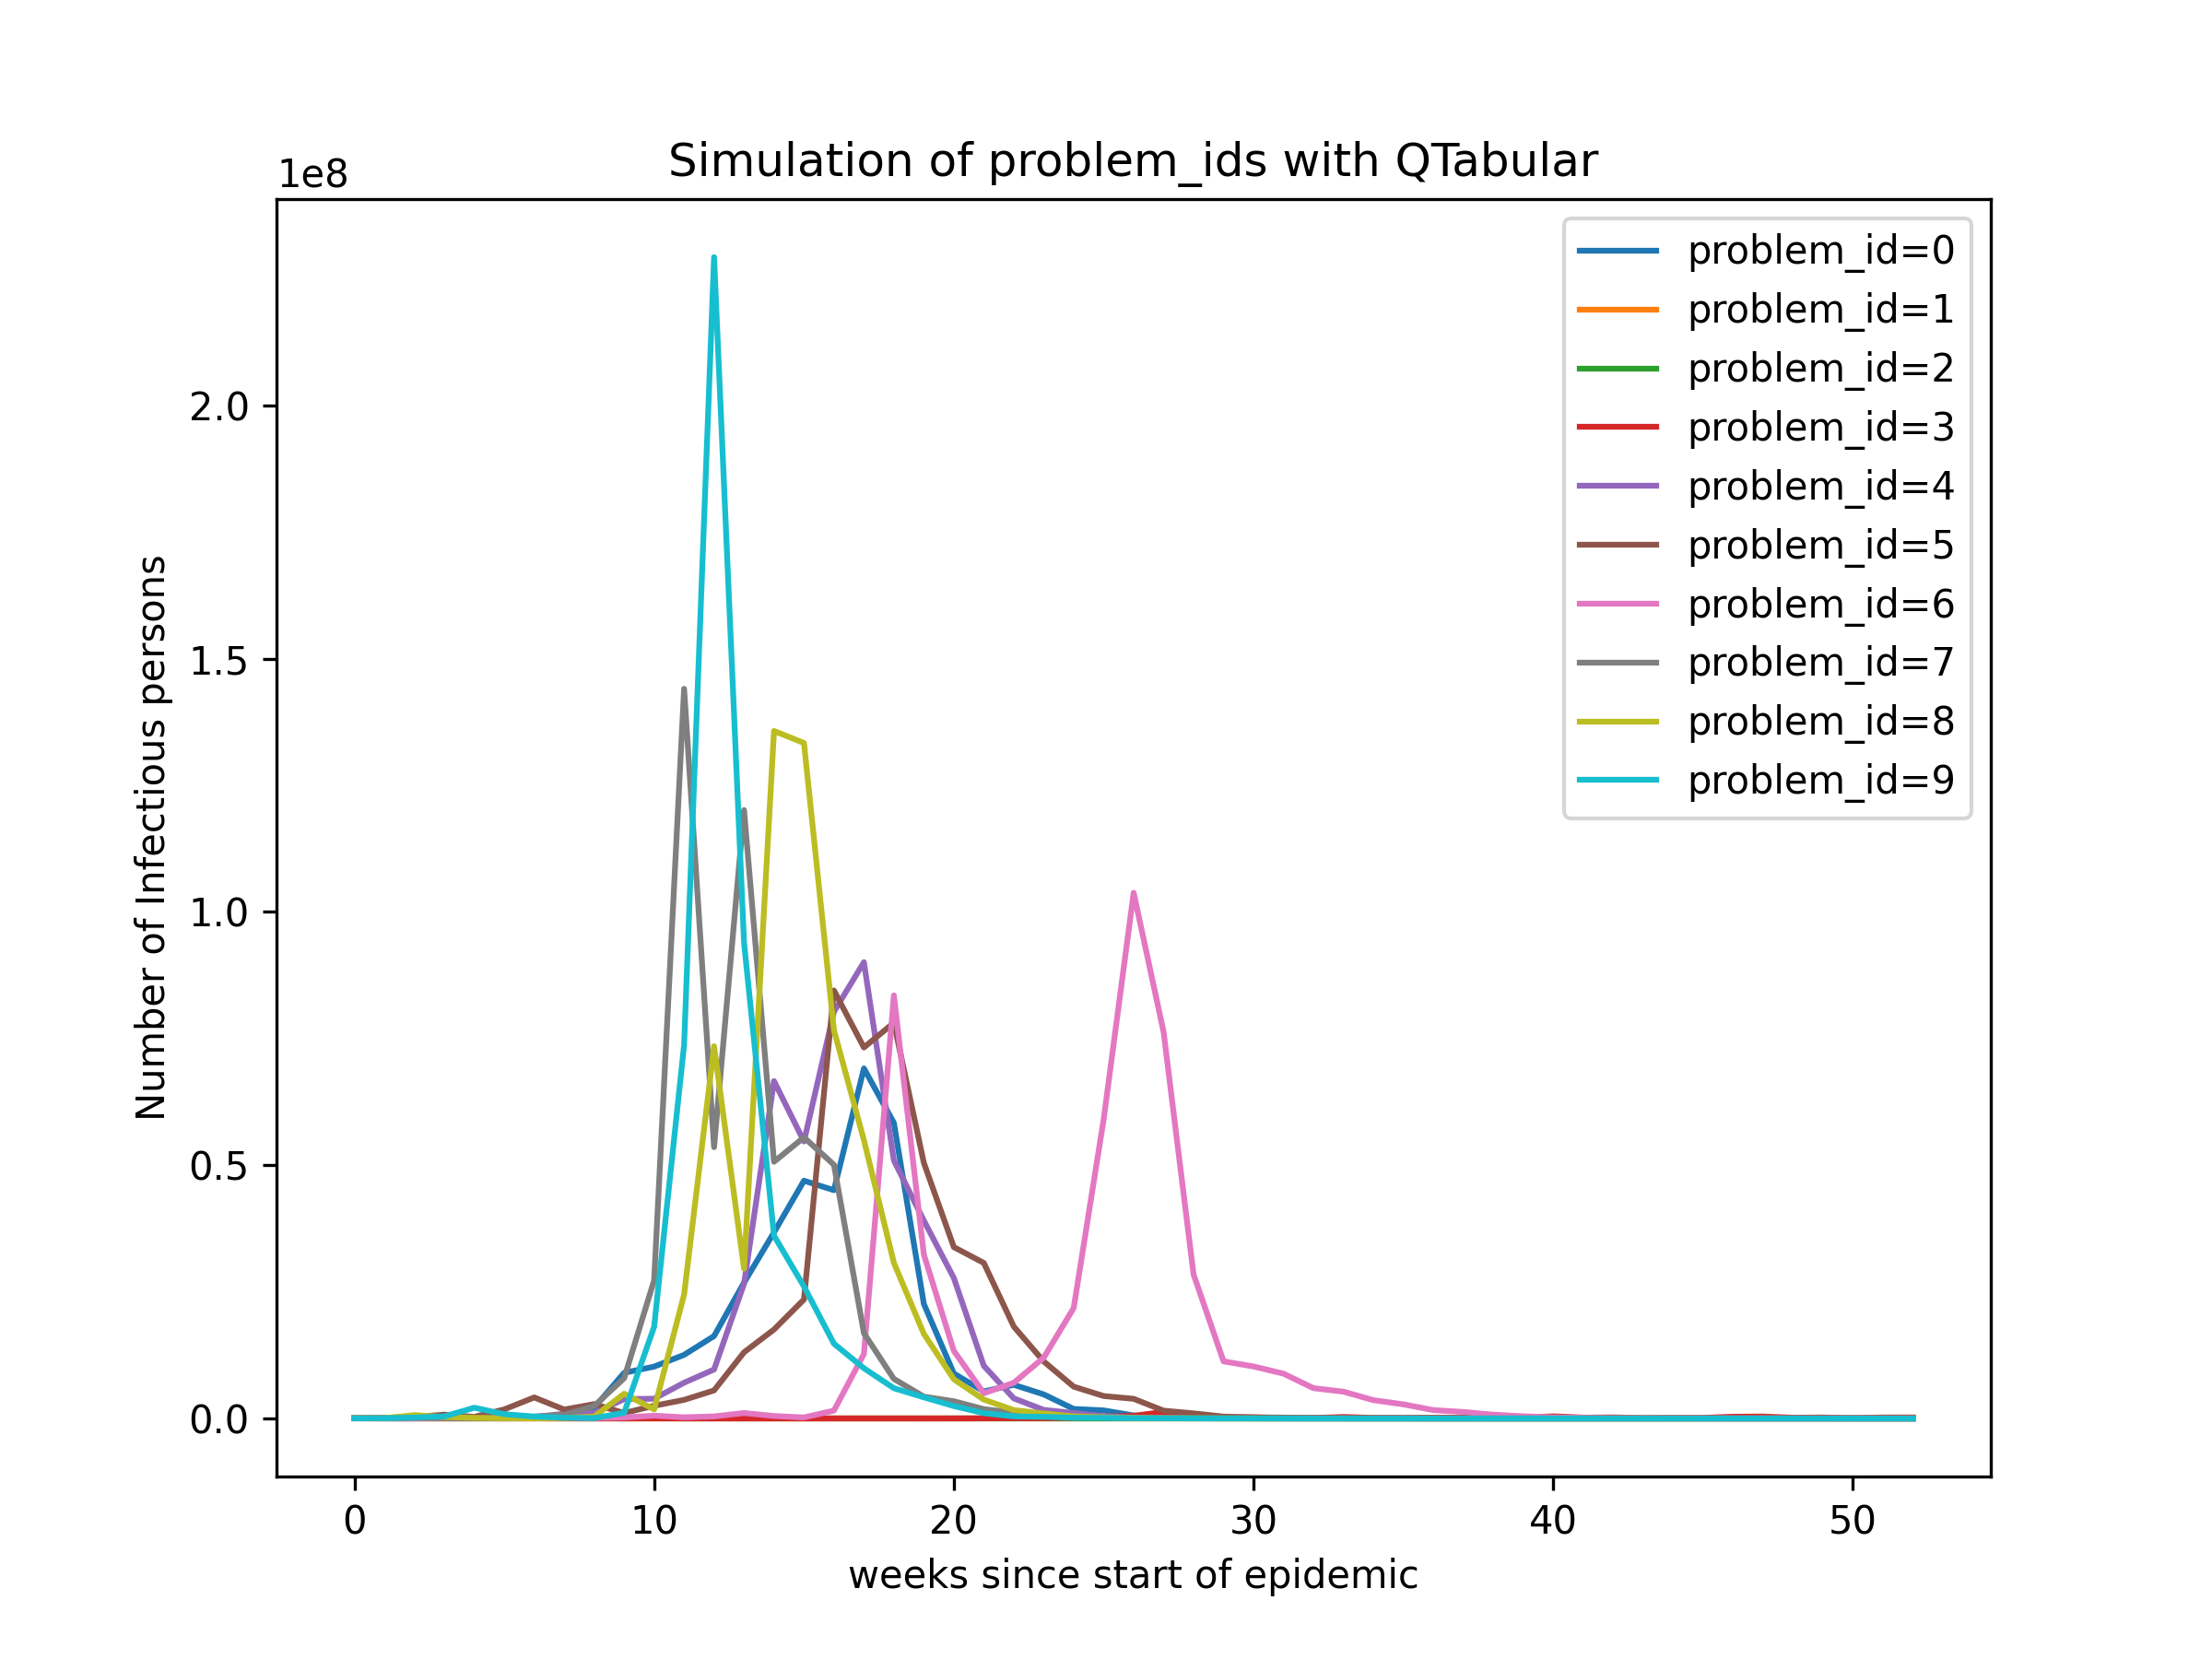 Simulation of problem_ids with QTabular
1e8
2.0
1.5
1.0
0.5
0.0
Number of Infectious persons
0 10 20 30 40 50
weeks since start of epidemic
problem_id=0
problem_id=1
problem_id=2
problem_id=3
problem_id=4
problem_id=5
problem_id=6
problem_id=7
problem_id=8
problem_id=9